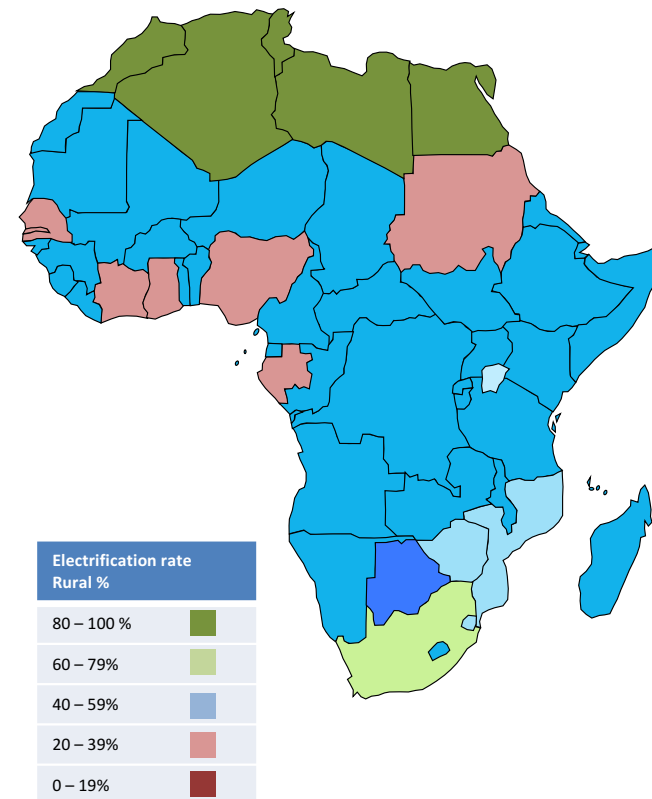 Electrification rate
Rural %
80 – 100 %
60 – 79%
40 – 59%
20 – 39%
0 – 19%